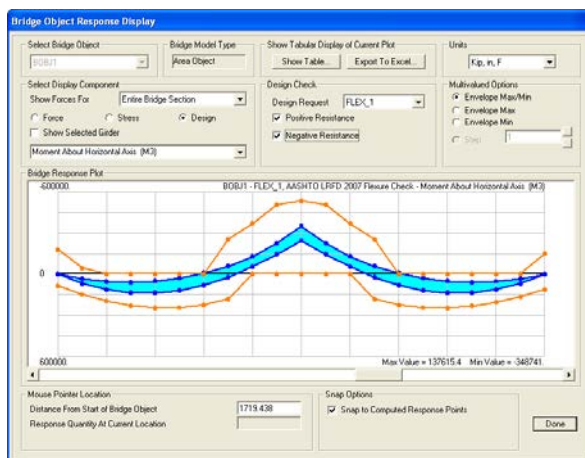 Bridge Object Response Display
Select Bridge Object
BOBJ1
Bridge Model Type
Area Object
Show Tabular Display of Current Plot
Show Table...
Export To Excel...
Units
Kip, in, F
Select Display Component
Show Forces For
Entire Bridge Section
Force
Stress
Design
Show Selected Girder
Moment About Horizontal Axis (M3)
Design Check
Design Request
FLEX_1
Positive Resistance
Negative Resistance
Multivalued Options
Envelope Max/Min
Envelope Max
Envelope Min
Step
1
Bridge Response Plot
-600000.
BOBJ1 - FLEX_1, AASHTO LRFD 2007 Flexure Check - Moment About Horizontal Axis (M3)
0
600000.
Max Value = 137615.4 Min Value = -348741.
Mouse Pointer Location
Distance From Start of Bridge Object
1719.438
Response Quantity At Current Location
Snap Options
Snap to Computed Response Points
Done